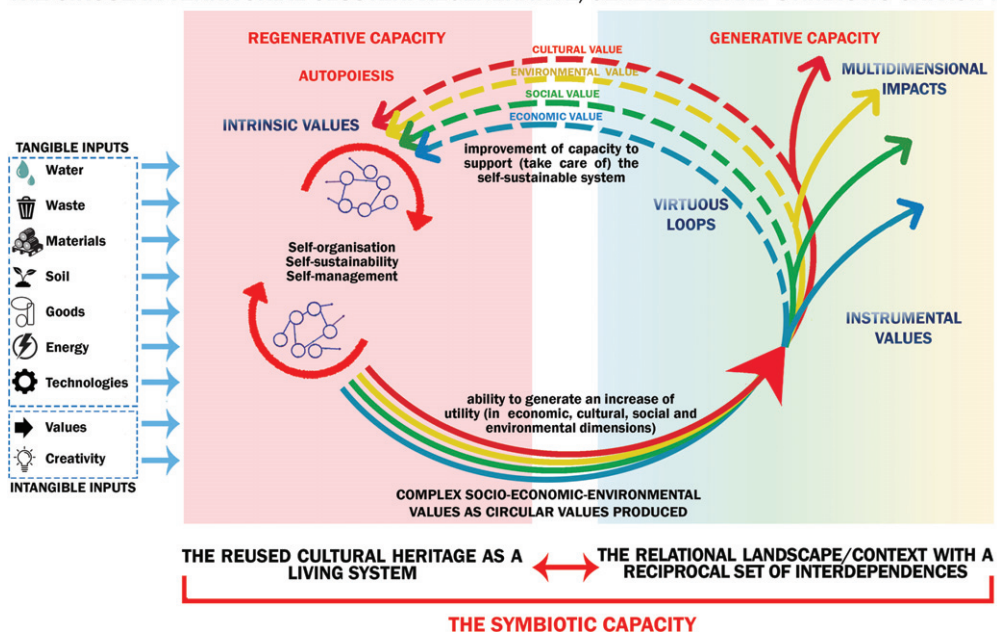 REGENERATIVE CAPACITY
GENERATIVE CAPACITY
CULTURAL VALUE
AUTOPOIESIS
ENVIRONMENTAL VALUE
MULTIDIMENSIONAL
IMPACTS
SOCIAL VALUE
INTRINSIC VALUES
ECONOMIC VALUE
improvement of capacity to
support (take care of) the
self-sustainable system
TANGIBLE INPUTS
Water
Waste
Materials
Soil
Goods
Energy
Technologies
Values
Creativity
INTANGIBLE INPUTS
VIRTUOUS
LOOPS
Self-organisation
Self-sustainability
Self-management
INSTRUMENTAL
VALUES
ability to generate an increase of
utility (in economic, cultural, social and
environmental dimensions)
COMPLEX SOCIO-ECONOMIC-ENVIRONMENTAL
VALUES AS CIRCULAR VALUES PRODUCED
THE REUSED CULTURAL HERITAGE AS A
LIVING SYSTEM
THE RELATIONAL LANDSCAPE/CONTEXT WITH A
RECIPROCAL SET OF INTERDEPENDENCES
THE SYMBIOTIC CAPACITY